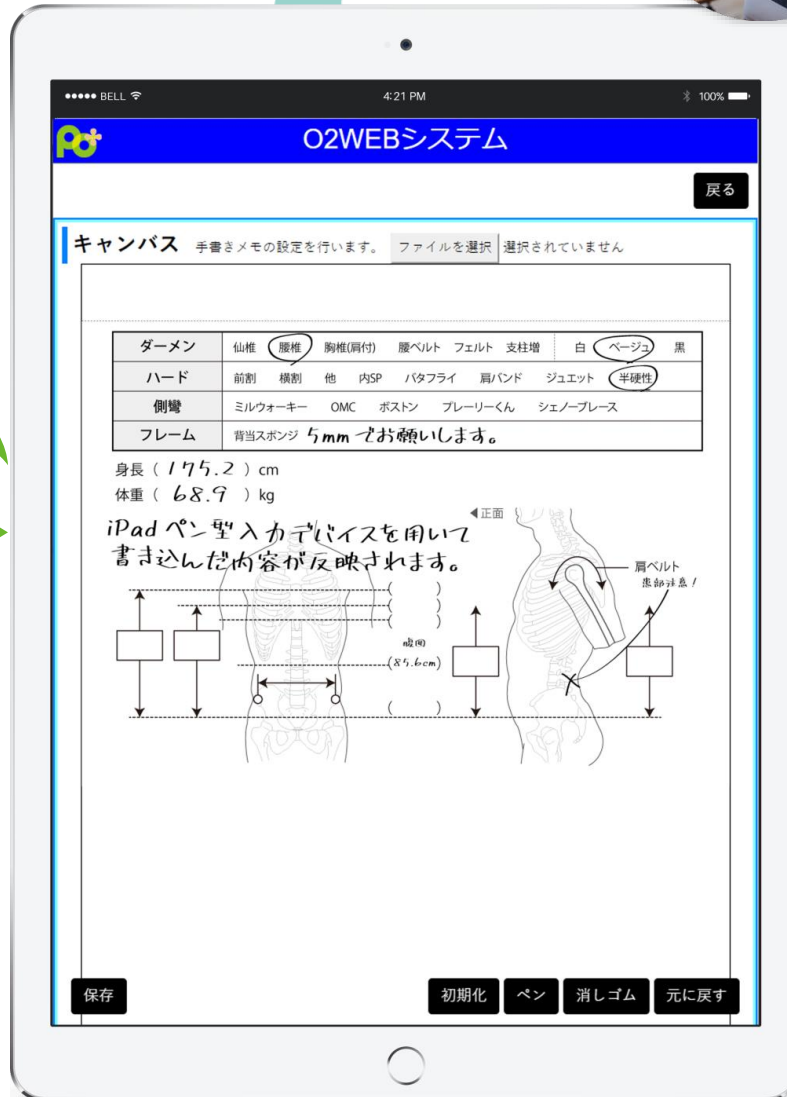 BELL 4:21 PM 100%
PO+ O2WEBシステム
戻る
キャンバス 手書きメモの設定を行います。 ファイルを選択 選択されていません
ダーメン 仙椎 腰椎 胸椎(肩付) 腰ベルト フェルト 支柱増 白 ベージュ 黒
ハード 前割 横割 他 内SP バタフライ 肩バンド ジュエット 半硬性
側彎 ミルウォーキー OMC ボストン プレーリーくん シェノーブレース
フレーム 背当スポンジ 5mmでお願いします。
身長 ( 175.2 ) cm
体重 ( 68.9 ) kg
◀正面
iPadペン型入力デバイスを用いて
書き込んだ内容が反映されます。
肩ベルト
患部注意!
( )
( )
( )
腹囲
(85.6cm)
( )
保存 初期化 ペン 消しゴム 元に戻す